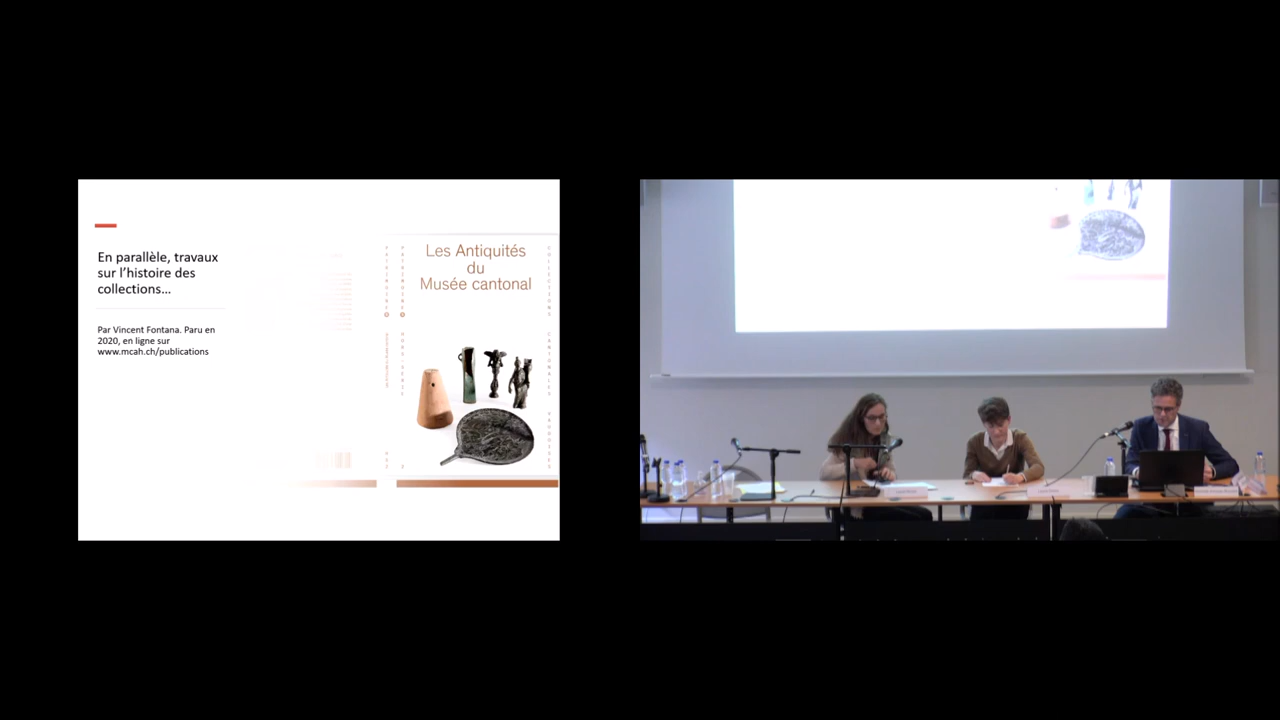 En parallèle, travaux
sur l'histoire des
collections...
Par Vincent Fontana. Paru en
2020, en ligne sur
www.mcah.ch/publications
Les Antiquités
du
Musée cantonal